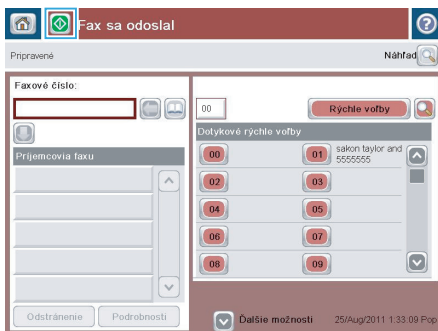 Fax sa odoslal
Pripravené
Náhľad
Faxové číslo:
00
Rýchle voľby
Dotykové rýchle voľby
Príjemcovia faxu
00
01 sakon taylor and 5555555
02 03
04 05
06 07
08 09
Odstránenie
Podrobnosti
Ďalšie možnosti
25/Aug/2011 1:33:09 Pop